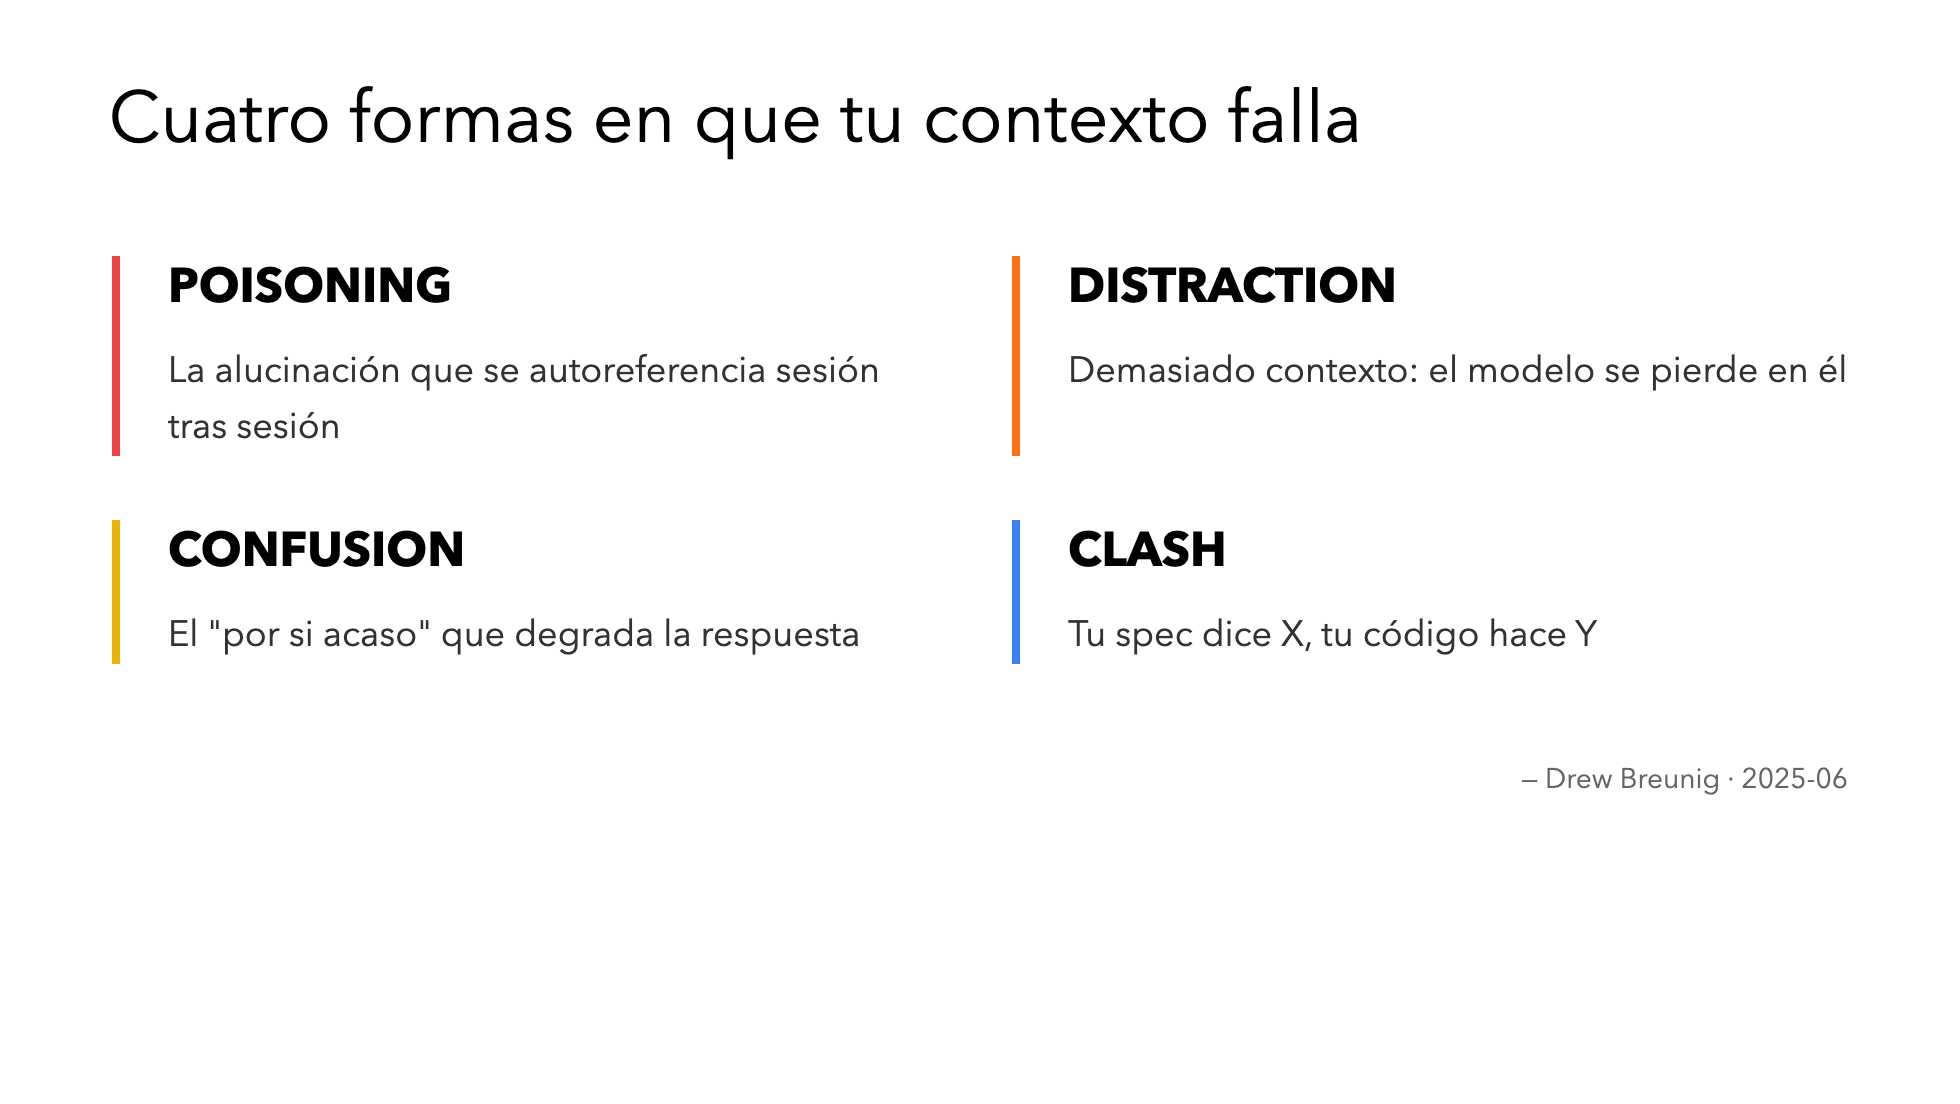 Cuatro formas en que tu contexto falla
POISONING
La alucinación que se autoreferencia sesión
tras sesión
DISTRACTION
Demasiado contexto: el modelo se pierde en él
CONFUSION
El "por si acaso" que degrada la respuesta
CLASH
Tu spec dice X, tu código hace Y
— Drew Breunig · 2025-06